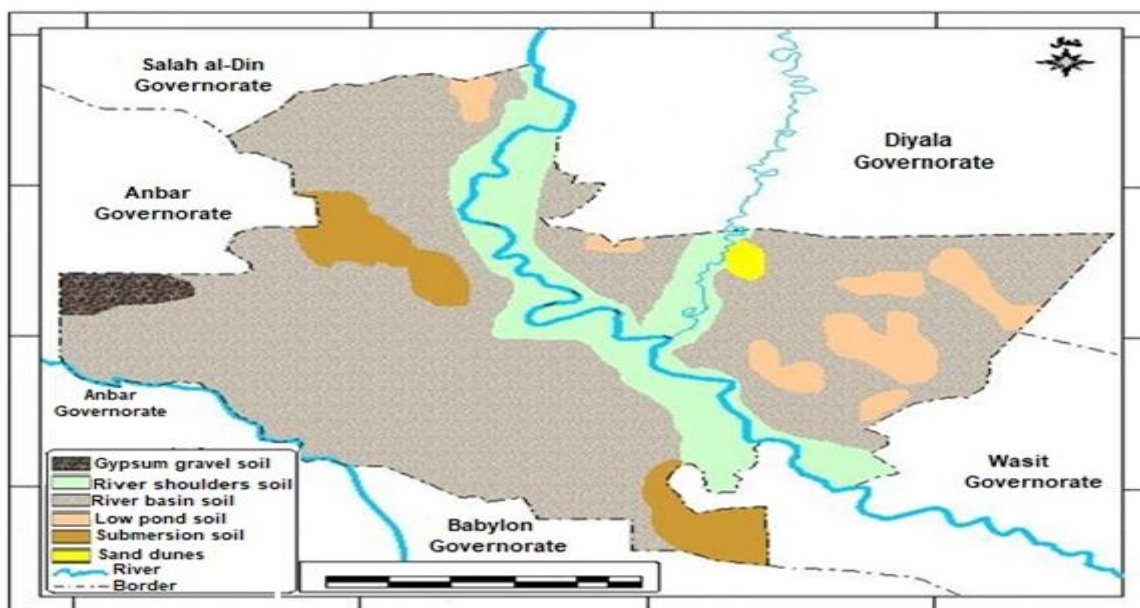 شمال
Salah al-Din
Governorate
Diyala
Governorate
Anbar
Governorate
Anbar
Governorate
Wasit
Governorate
Babylon
Governorate
Gypsum gravel soil
River shoulders soil
River basin soil
Low pond soil
Submersion soil
Sand dunes
River
Border